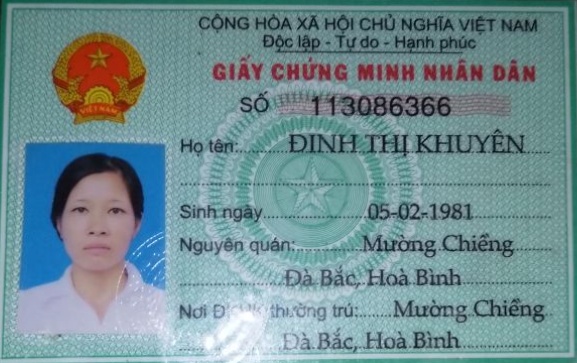 CỘNG HÒA XÃ HỘI CHỦ NGHĨA VIỆT NAM
Độc lập - Tự do - Hạnh phúc
GIẤY CHỨNG MINH NHÂN DÂN
SỐ 113086366
Họ tên: ĐINH THỊ KHUYÊN
Sinh ngày 05-02-1981
Nguyên quán: Mường Chiềng
Đà Bắc, Hoà Bình
Nơi ĐKHK thường trú: Mường Chiềng
Đà Bắc, Hoà Bình
VIỆT NAM